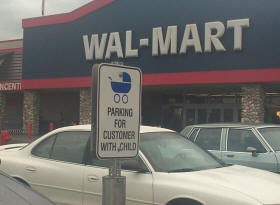 WAL-MART
PARKING
FOR
CUSTOMER
WITH CHILD